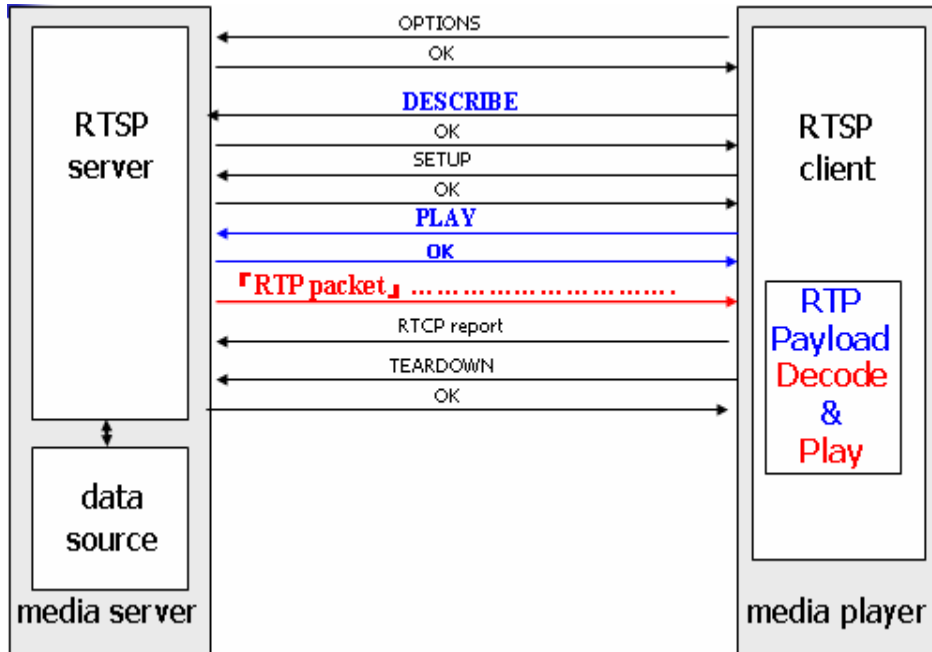 RTSP
server
data
source
media server
OPTIONS
OK
DESCRIBE
OK
SETUP
OK
PLAY
OK
『RTP packet』 ……………………………
RTCP report
TEARDOWN
OK
RTSP
client
RTP
Payload
Decode
&
Play
media player